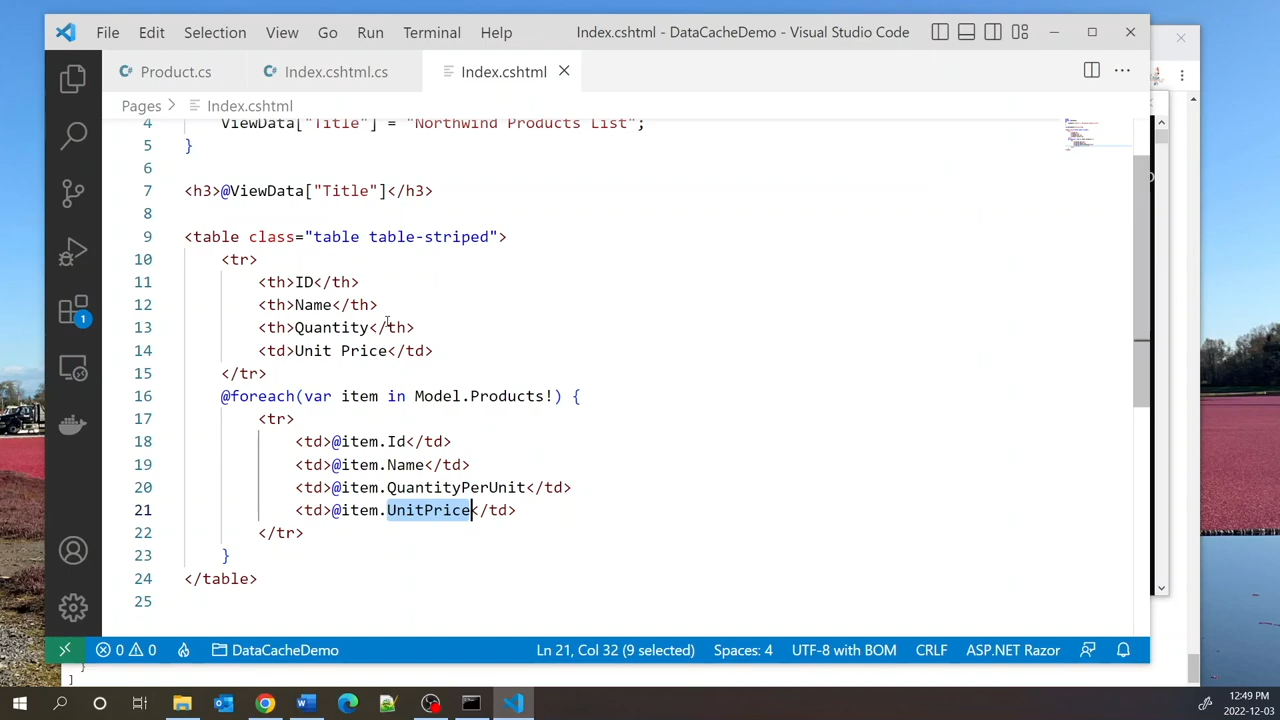 File Edit Selection View Go Run Terminal Help Index.cshtml - DataCacheDemo - Visual Studio Code
Product.cs Index.cshtml.cs Index.cshtml
Pages Index.cshtml
4 ViewData["Title"] = "Northwind Products List";
5 }
6
7 <h3>@ViewData["Title"]</h3>
8
9 <table class="table table-striped">
10 <tr>
11 <th>ID</th>
12 <th>Name</th>
13 <th>Quantity</th>
14 <td>Unit Price</td>
15 </tr>
16 @foreach(var item in Model.Products!) {
17 <tr>
18 <td>@item.Id</td>
19 <td>@item.Name</td>
20 <td>@item.QuantityPerUnit</td>
21 <td>@item.UnitPrice</td>
22 </tr>
23 }
24 </table>
25
1
0 0 DataCacheDemo Ln 21, Col 32 (9 selected) Spaces: 4 UTF-8 with BOM CRLF ASP.NET Razor
}
]
12:49 PM
2022-12-03